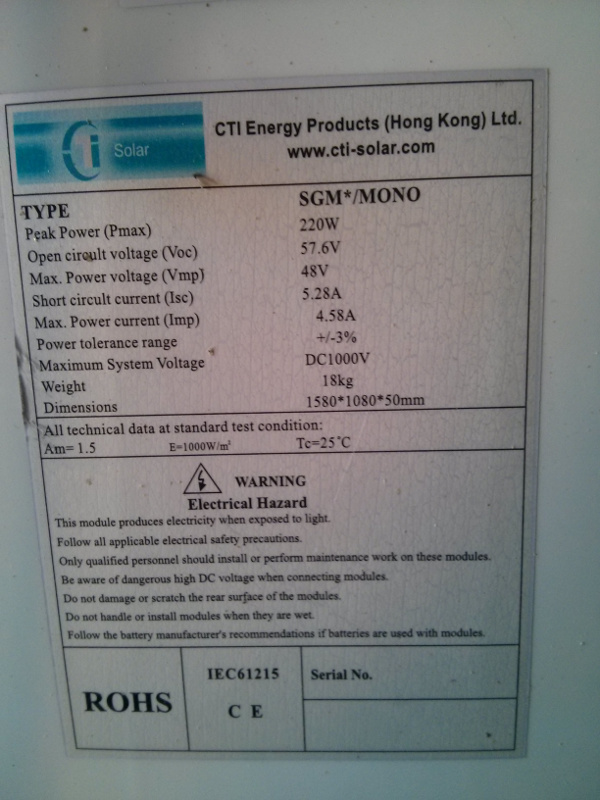 CTi Solar
CTI Energy Products (Hong Kong) Ltd.
www.cti-solar.com
TYPE SGM*/MONO
Peak Power (Pmax) 220W
Open ciroult voltage (Voc) 57.6V
Max. Power voltage (Vmp) 48V
Short circult current (Isc) 5.28A
Max. Power current (Imp) 4.58A
Power tolerance range +/-3%
Maximum System Voltage DC1000V
Weight 18kg
Dimensions 1580*1080*50mm
All technical data at standard test condition:
Am= 1.5 E=1000W/m² Tc=25˚C
WARNING
Electrical Hazard
This module produces electricity when exposed to light.
Follow all applicable electrical safety precautions.
Only qualified personnel should install or perform maintenance work on these modules.
Be aware of dangerous high DC voltage when connecting modules.
Do not damage or scratch the rear surface of the modules.
Do not handle or install modules when they are wet.
Follow the battery manufacturer's recommendations if batteries are used with modules.
ROHS
IEC61215
C E
Serial No.